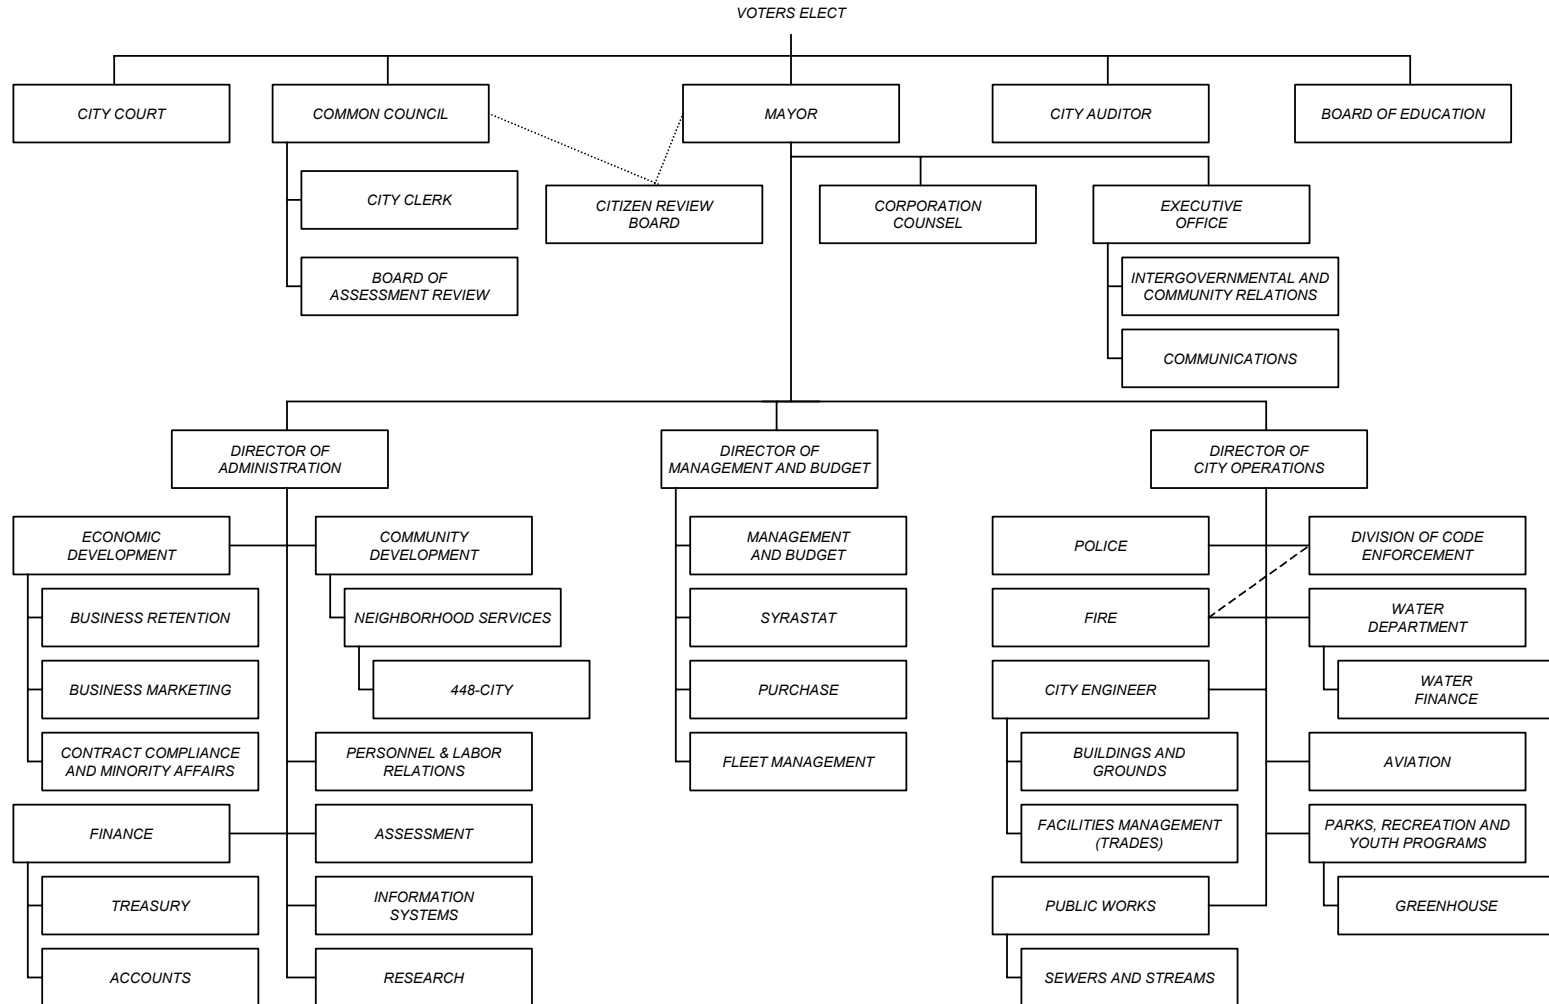 VOTERS ELECT
CITY COURT
COMMON COUNCIL
MAYOR
CITY AUDITOR
BOARD OF EDUCATION
CITY CLERK
BOARD OF
ASSESSMENT REVIEW
CITIZEN REVIEW
BOARD
CORPORATION
COUNSEL
EXECUTIVE
OFFICE
INTERGOVERNMENTAL AND
COMMUNITY RELATIONS
COMMUNICATIONS
DIRECTOR OF
ADMINISTRATION
DIRECTOR OF
MANAGEMENT AND BUDGET
DIRECTOR OF
CITY OPERATIONS
ECONOMIC
DEVELOPMENT
BUSINESS RETENTION
BUSINESS MARKETING
CONTRACT COMPLIANCE
AND MINORITY AFFAIRS
FINANCE
TREASURY
ACCOUNTS
COMMUNITY
DEVELOPMENT
NEIGHBORHOOD SERVICES
448-CITY
PERSONNEL & LABOR
RELATIONS
ASSESSMENT
INFORMATION
SYSTEMS
RESEARCH
MANAGEMENT
AND BUDGET
SYRASTAT
PURCHASE
FLEET MANAGEMENT
POLICE
FIRE
CITY ENGINEER
BUILDINGS AND
GROUNDS
FACILITIES MANAGEMENT
(TRADES)
PUBLIC WORKS
SEWERS AND STREAMS
DIVISION OF CODE
ENFORCEMENT
WATER
DEPARTMENT
WATER
FINANCE
AVIATION
PARKS, RECREATION AND
YOUTH PROGRAMS
GREENHOUSE